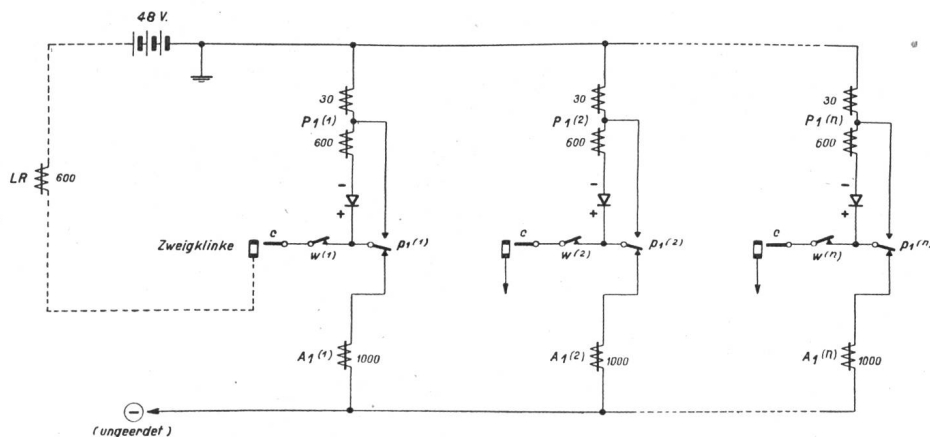 48 V.
30 30 30
P1(1) P1(2) P1(n)
600 600 600
- - -
LR 600
+ + +
Zweigklinke c p1(1) c p1(2) c p1(n)
w(1) w(2) w(n)
A1(1) 1000 A1(2) 1000 A1(n) 1000
-
(ungeerdet)